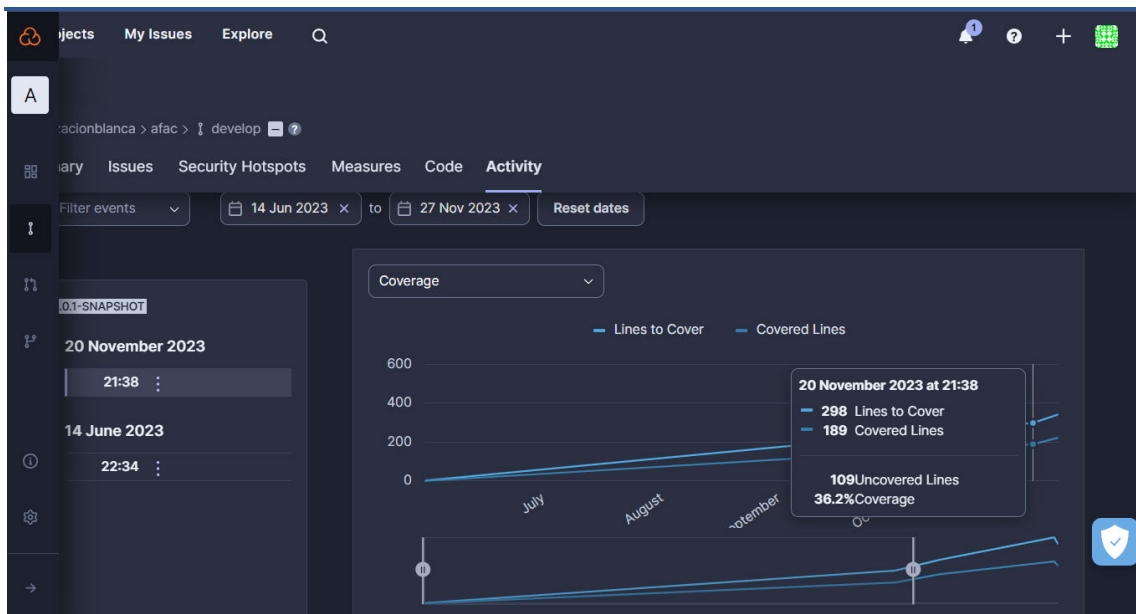 jects My Issues Explore
1
A
acionblanca > afac > develop
ary Issues Security Hotspots Measures Code Activity
Filter events 14 Jun 2023 × to 27 Nov 2023 × Reset dates
.0.1-SNAPSHOT
20 November 2023
21:38
14 June 2023
22:34
Coverage
Lines to Cover Covered Lines
600
400
200
0
July August eptember Oc
20 November 2023 at 21:38
298 Lines to Cover
189 Covered Lines
109Uncovered Lines
36.2%Coverage